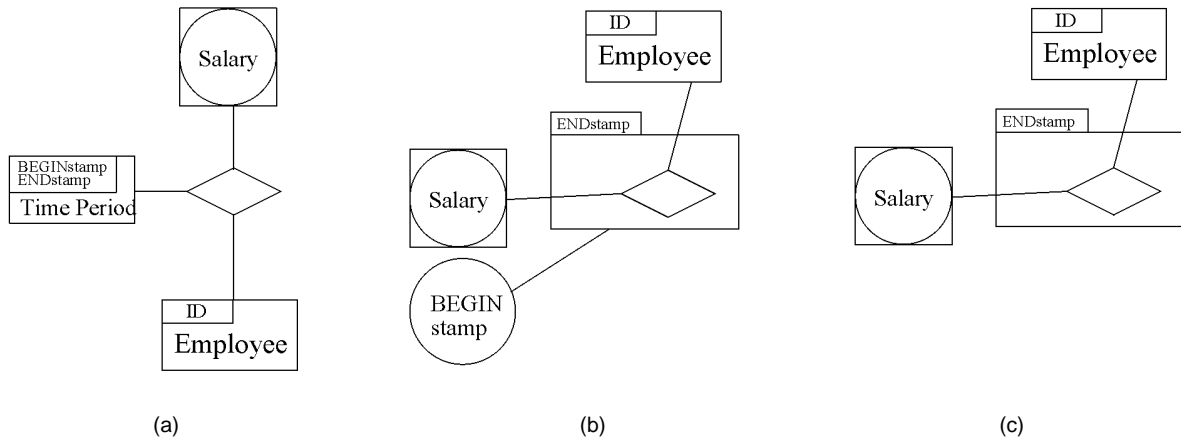 Salary
BEGINstamp
ENDstamp
Time Period
ID
Employee
(a)
ID
Employee
ENDstamp
Salary
BEGIN
stamp
(b)
ID
Employee
ENDstamp
Salary
(c)